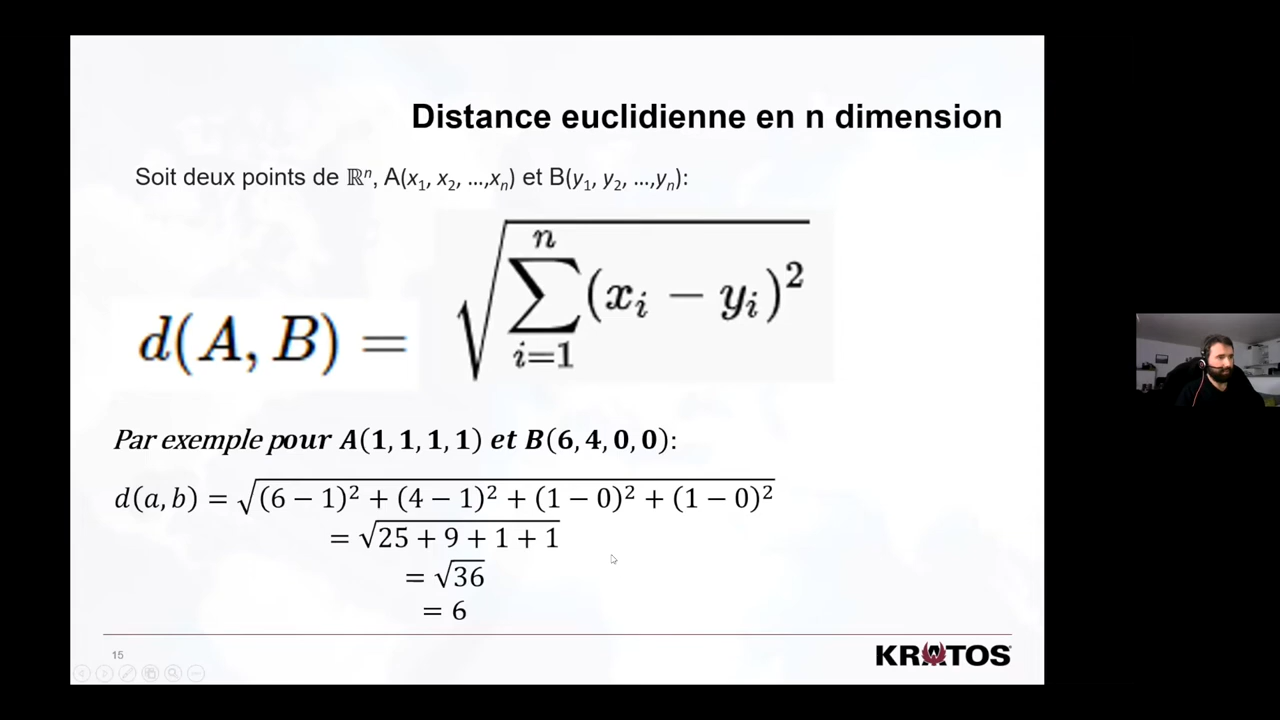 Distance euclidienne en n dimension
Soit deux points de ℝⁿ, A(x₁, x₂, ...,xₙ) et B(y₁, y₂, ...,yₙ):
d(A, B) = √(∑ⁿᵢ₌₁ (xᵢ − yᵢ)²)
Par exemple pour A(1, 1, 1, 1) et B(6, 4, 0, 0):
d(a, b) = √((6 − 1)² + (4 − 1)² + (1 − 0)² + (1 − 0)²)
= √(25 + 9 + 1 + 1)
= √36
= 6
15
KRATOS